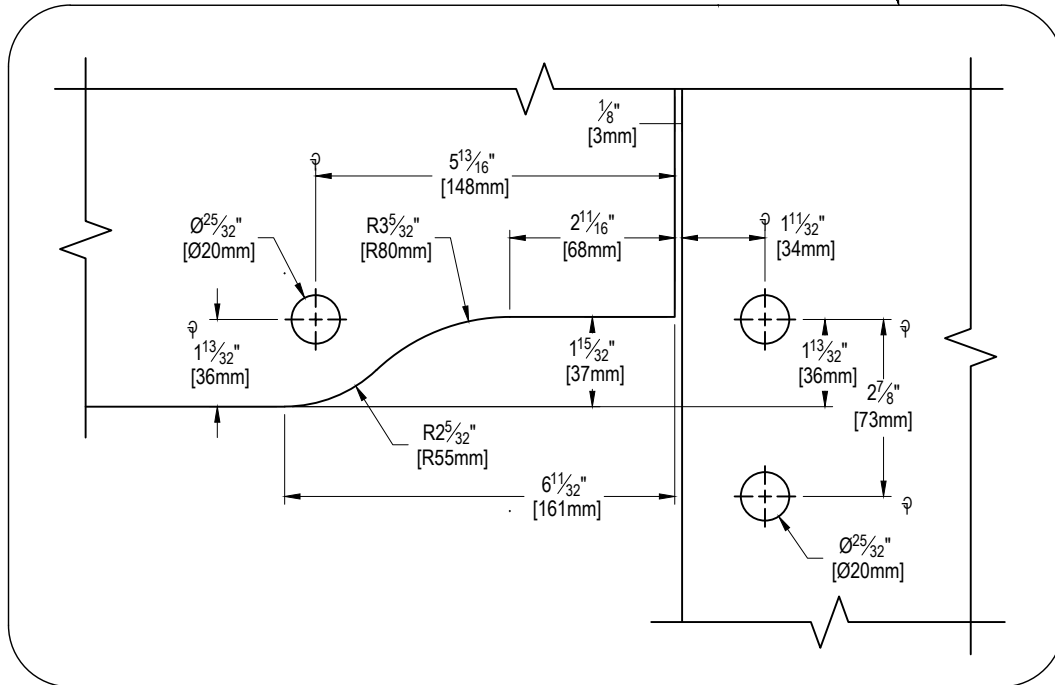 1/8"
[3mm]
5 13/16"
[148mm]
Ø25/32"
[Ø20mm]
R3 5/32"
[R80mm]
2 11/16"
[68mm]
1 11/32"
[34mm]
1 13/32"
[36mm]
1 15/32"
[37mm]
1 13/32"
[36mm]
2 7/8"
[73mm]
R2 5/32"
[R55mm]
6 11/32"
[161mm]
Ø25/32"
[Ø20mm]